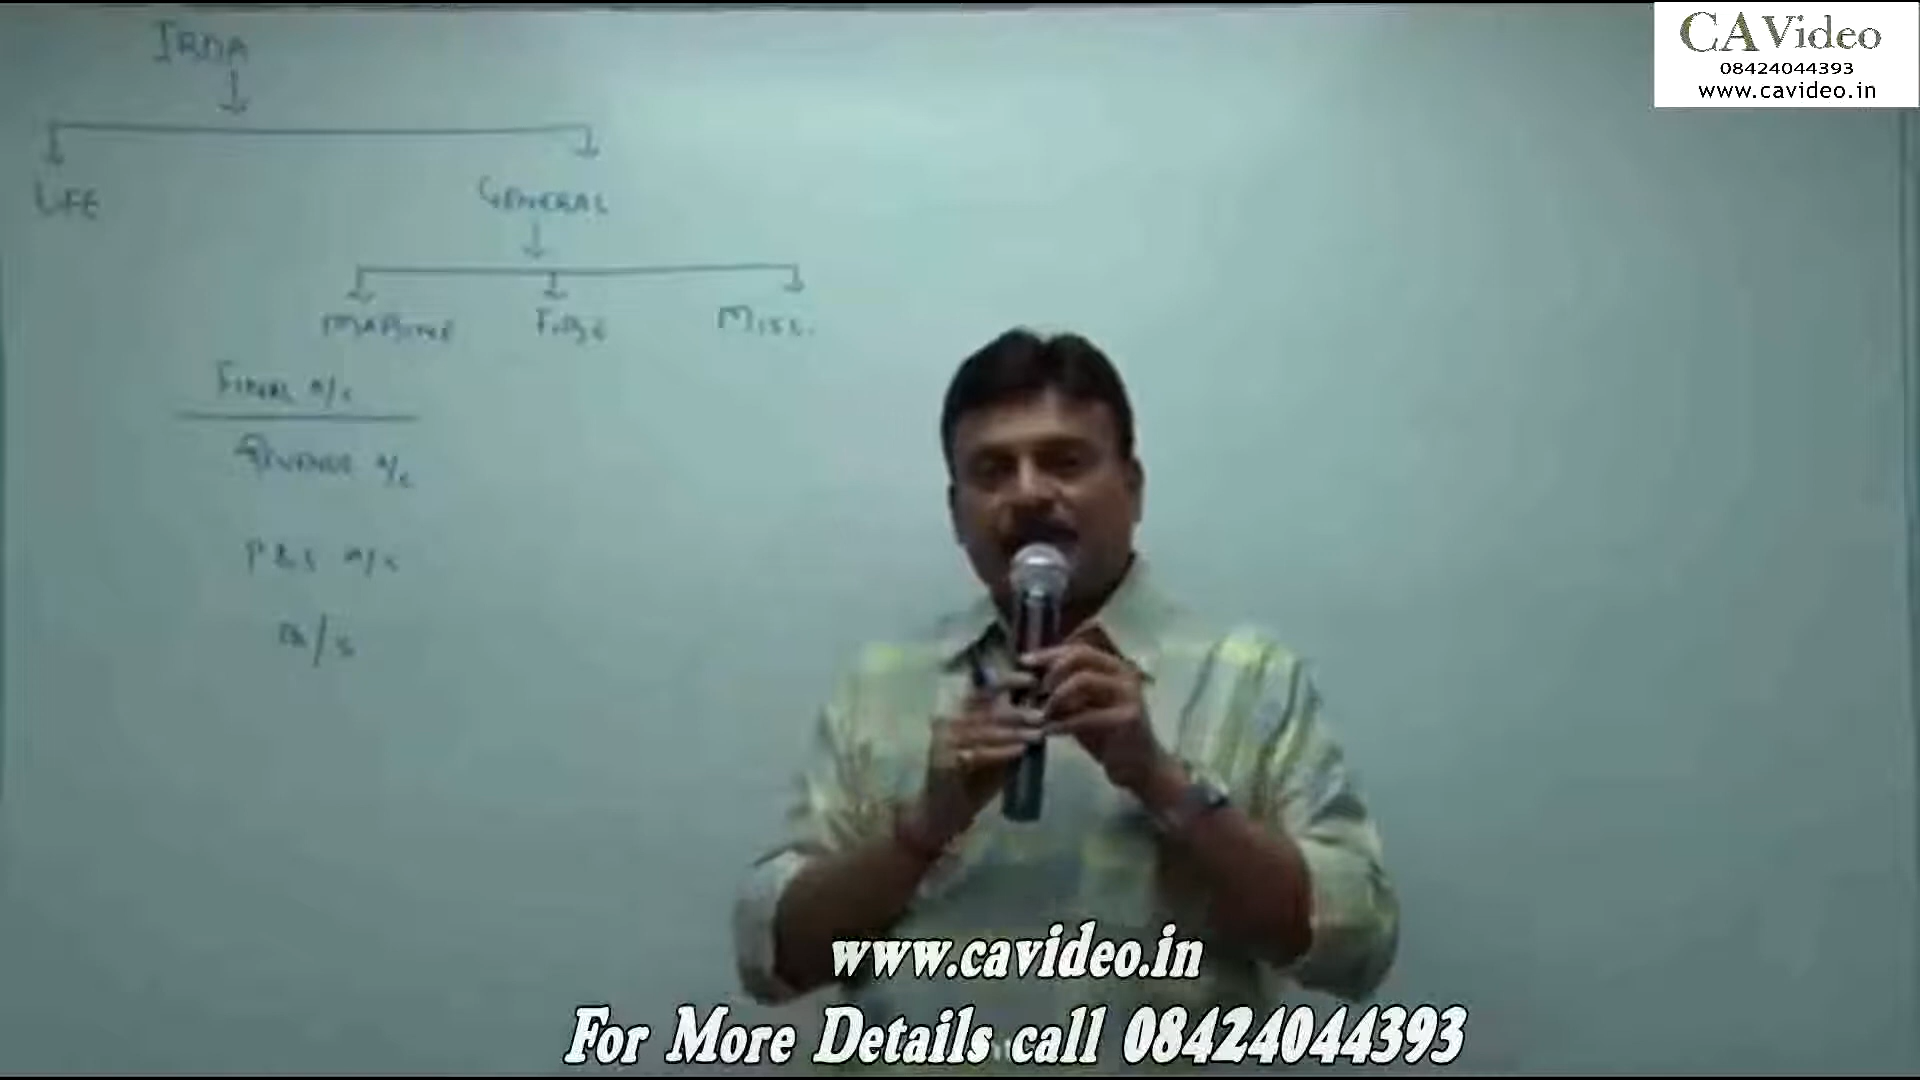 CAVideo
08424044393
www.cavideo.in
IRDA
LIFE GENERAL
MARINE FIRE MISC.
FINAL A/c
REVENUE A/c
P&L A/c
B/s
www.cavideo.in
For More Details call 08424044393